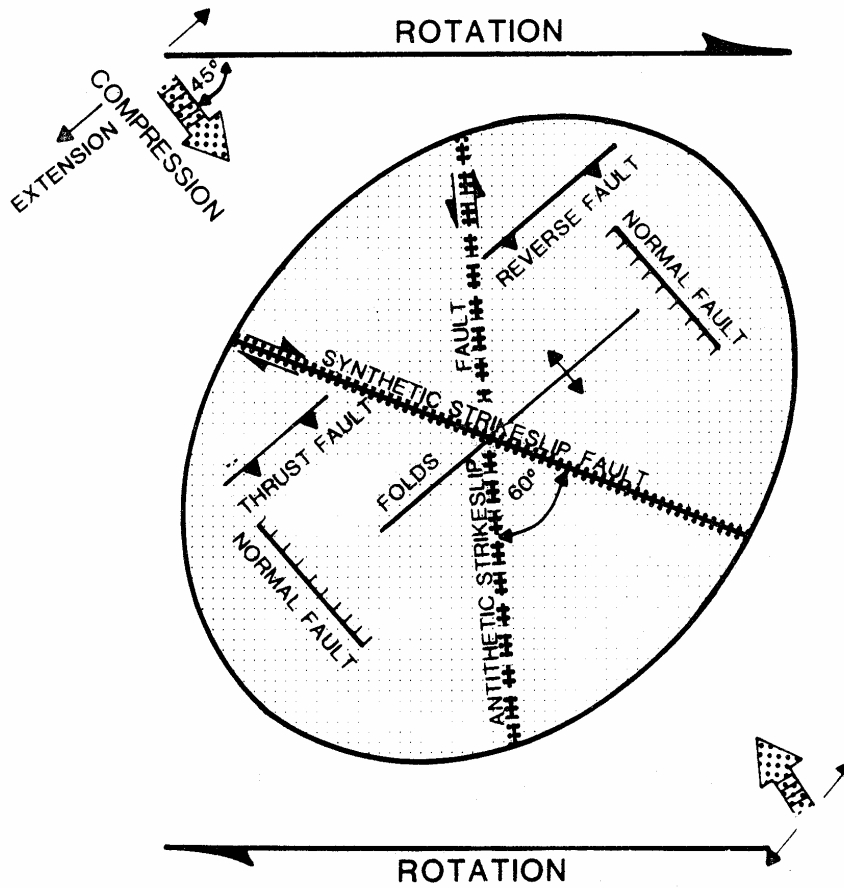 ROTATION
45°
COMPRESSION
EXTENSION
REVERSE FAULT
NORMAL FAULT
SYNTHETIC STRIKESLIP FAULT
THRUST FAULT
FOLDS
60°
ANTITHETIC STRIKESLIP FAULT
NORMAL FAULT
ROTATION